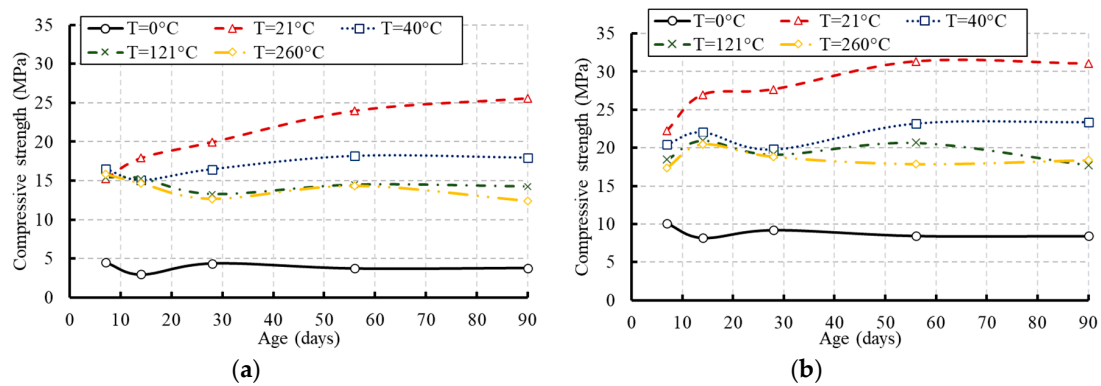 35
30
25
20
15
10
5
0
Compressive strength (MPa)
T=0°C
T=21°C
T=40°C
T=121°C
T=260°C
0 10 20 30 40 50 60 70 80 90
Age (days)
(a)
35
30
25
20
15
10
5
0
Compressive strength (MPa)
T=0°C
T=21°C
T=40°C
T=121°C
T=260°C
0 10 20 30 40 50 60 70 80 90
Age (days)
(b)